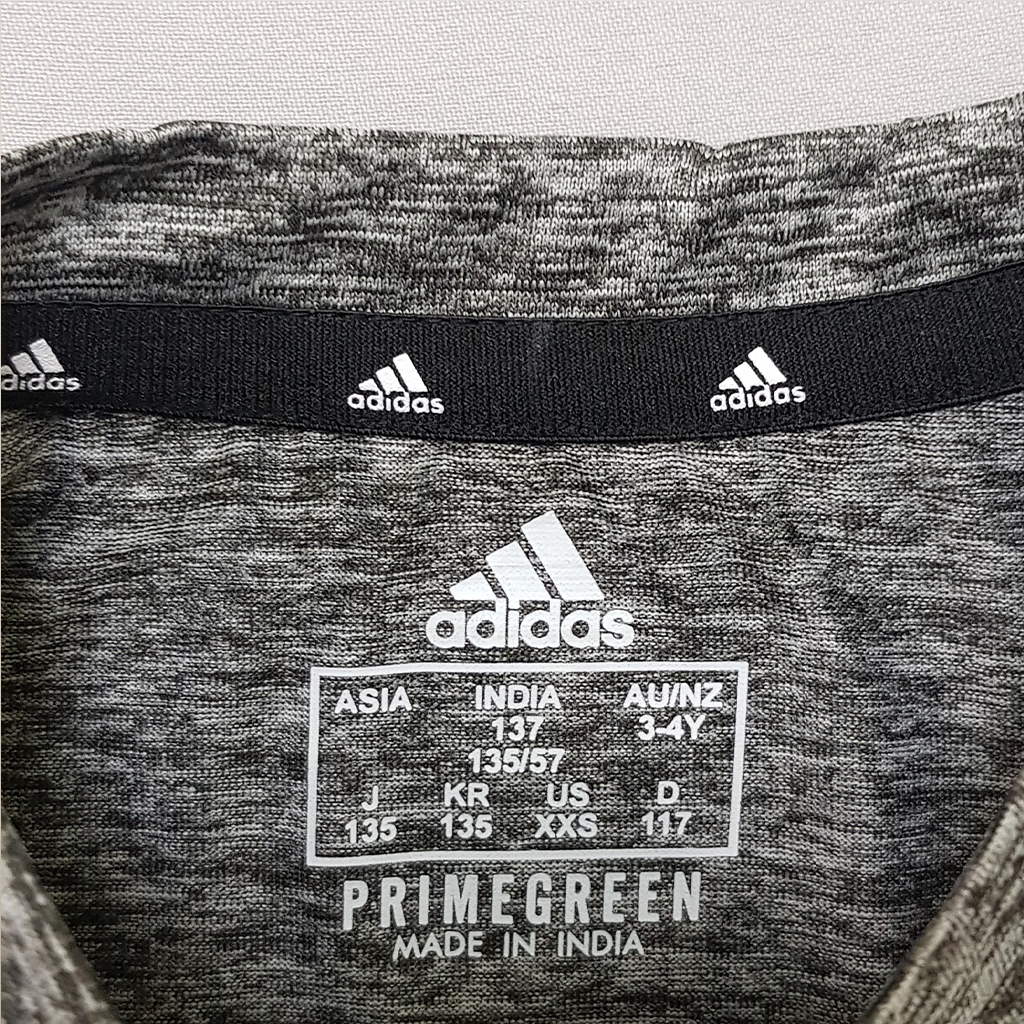 adidas
adidas
adidas
adidas
ASIA INDIA AU/NZ
137 3-4Y
135/57
J KR US D
135 135 XXS 117
PRIMEGREEN
MADE IN INDIA